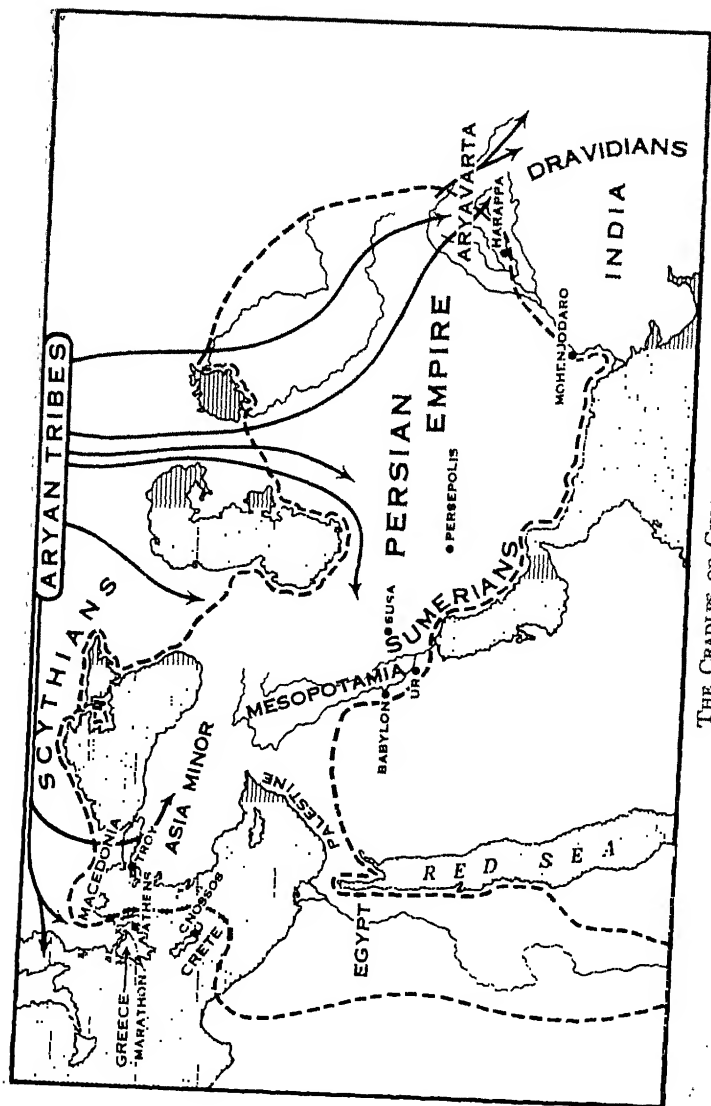 ARYAN TRIBES
SCYTHIANS
MACEDONIA
TROY
ASIA MINOR
GREECE
MARATHON
ATHENS
CNOSSOS
CRETE
PALESTINE
EGYPT
RED SEA
MESOPOTAMIA
BABYLON
UR
SUSA
SUMERIANS
PERSIAN
EMPIRE
PERSEPOLIS
ARYAVARTA
HARAPPA
MOHENJODARO
DRAVIDIANS
INDIA
THE CRADLES OF